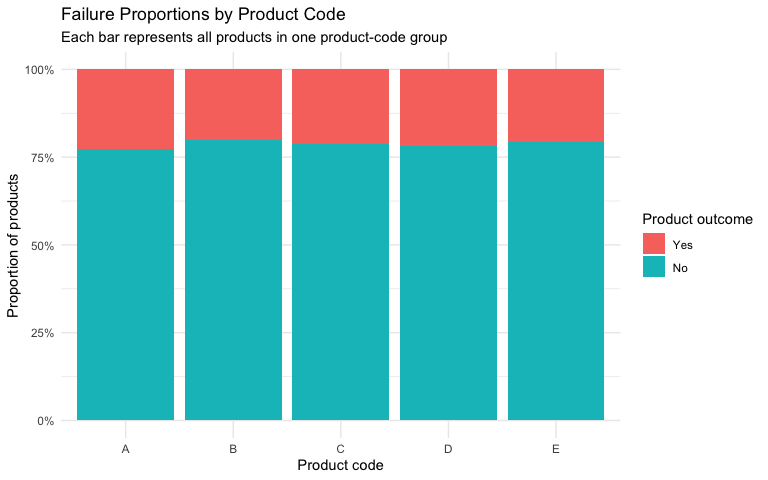 Failure Proportions by Product Code
Each bar represents all products in one product-code group
Proportion of products
100%
75%
50%
25%
0%
A B C D E
Product code
Product outcome
Yes
No